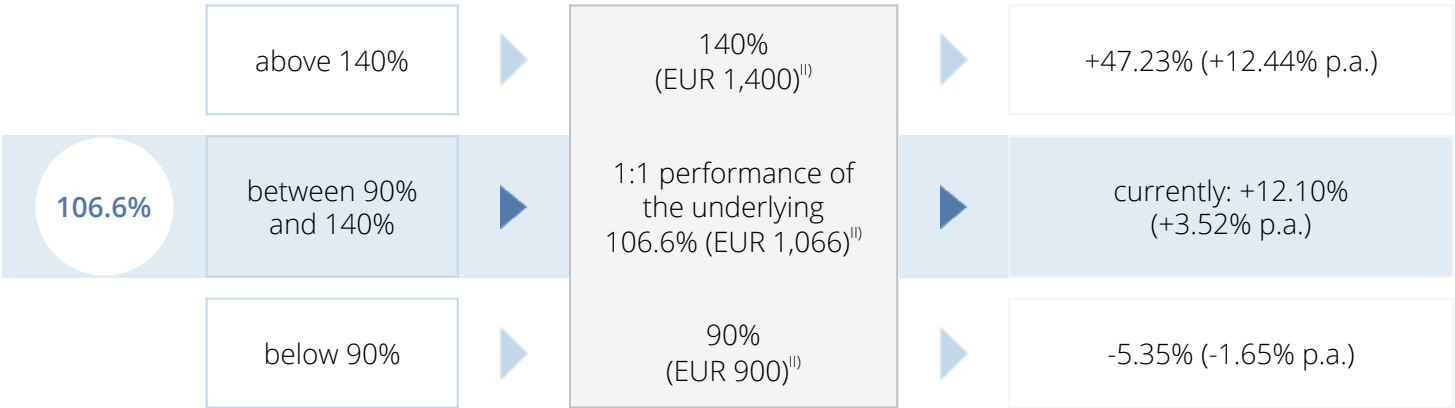 above 140%
140%
(EUR 1,400)II)
+47.23% (+12.44% p.a.)
106.6%
between 90%
and 140%
1:1 performance of
the underlying
106.6% (EUR 1,066)II)
currently: +12.10%
(+3.52% p.a.)
below 90%
90%
(EUR 900)II)
-5.35% (-1.65% p.a.)